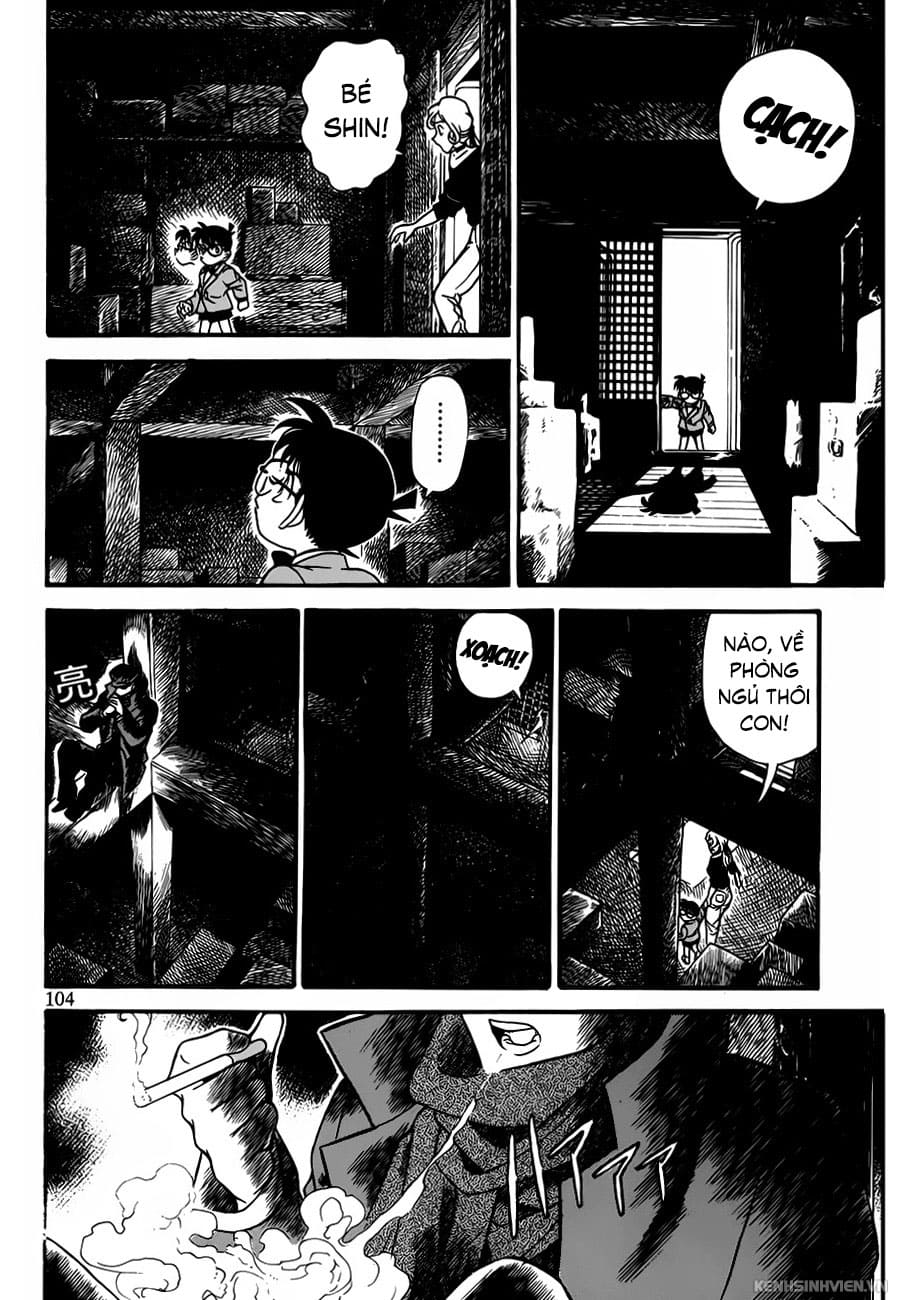 CẠCH!
BÉ
SHIN!
........
NÀO, VỀ
PHÒNG
NGỦ THÔI
CON!
XOẠCH!
亮
104
KENHSINHVIEN.VN